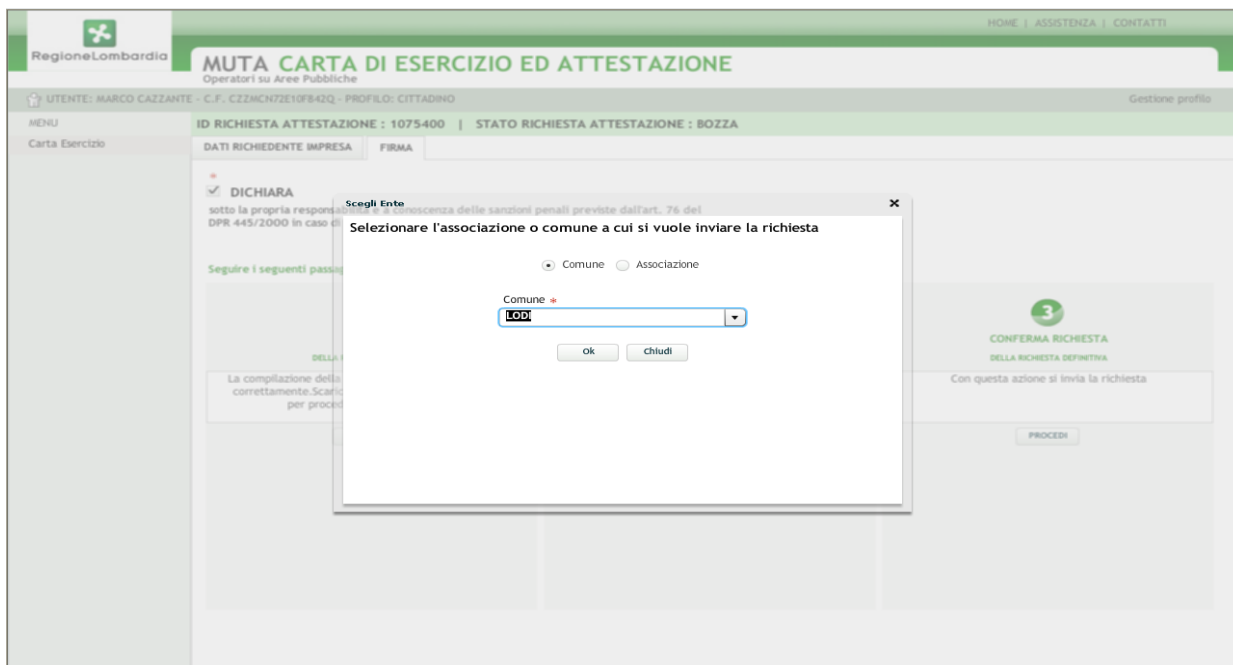 HOME | ASSISTENZA | CONTATTI
RegioneLombardia
MUTA CARTA DI ESERCIZIO ED ATTESTAZIONE
Operatori su Aree Pubbliche
UTENTE: MARCO CAZZANTE - C.F. CZZMCN72E10FB42Q - PROFILO: CITTADINO
Gestione profilo
MENU
Carta Esercizio
ID RICHIESTA ATTESTAZIONE : 1075400 | STATO RICHIESTA ATTESTAZIONE : BOZZA
DATI RICHIEDENTE IMPRESA FIRMA
*
DICHIARA
sotto la propria responsabilità e a conoscenza delle sanzioni penali previste dall'art. 76 del
DPR 445/2000 in caso di
Seguire i seguenti
Scegli Ente
Selezionare l'associazione o comune a cui si vuole inviare la richiesta
Comune Associazione
Comune *
LODI
Ok Chiudi
La compilazione della
correttamente.
per
3
CONFERMA RICHIESTA
DELLA RICHIESTA DEFINITIVA
Con questa azione si invia la richiesta
PROCEDI